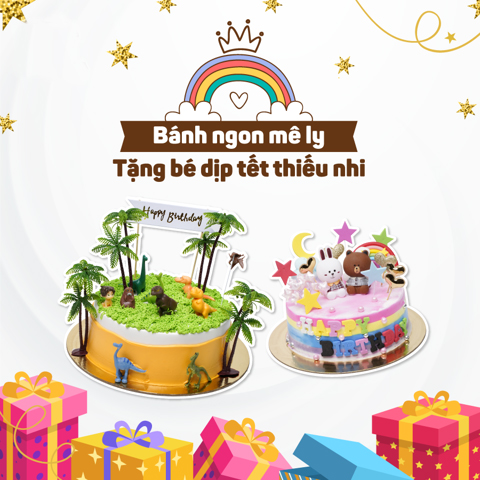 Bánh ngon mê ly
Tặng bé dịp tết thiếu nhi
Happy Birthday
HAPPY
BIRTHDAY